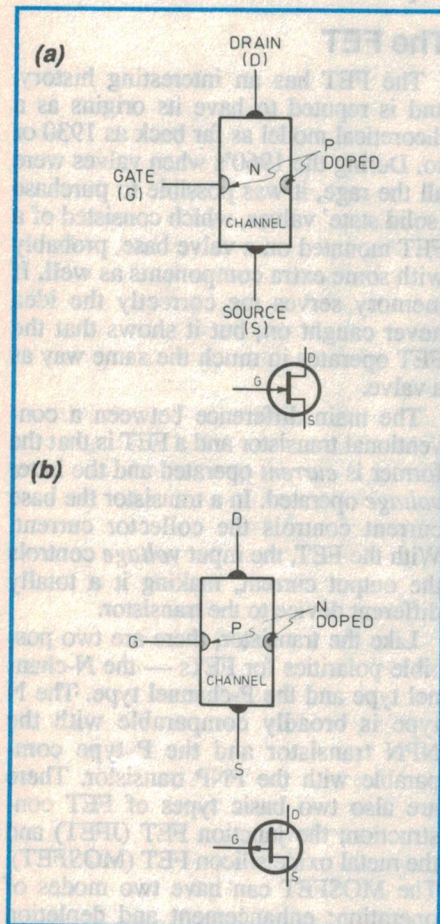 (a)
DRAIN
(D)
P
DOPED
N
GATE
(G)
CHANNEL
SOURCE
(S)
D
G
S
(b)
D
N
DOPED
P
G
CHANNEL
S
D
G
S
The FET
The FET has an interesting history
and is reputed to have its origins as a
theoretical model as far back as 1930 or
so. During the 1960's when valves were
all the rage, it was possible to purchase
'solid state' valves, which consisted of a
FET mounted on a valve base, probably
with some extra components as well. If
memory serves me correctly the idea
never caught on, but it shows that the
FET operates in much the same way as
a valve.
The main difference between a con-
ventional transistor and a FET is that the
former is current operated and the latter
voltage operated. In a transistor the base
current controls the collector current.
With the FET, the input voltage controls
the output current, making it a totally
different device to the transistor.
Like the transistor, there are two pos-
sible polarities for FETs — the N-chan-
nel type and the P-channel type. The N
type is broadly comparable with the
NPN transistor and the P-type com-
parable with the PNP transistor. There
are also two basic types of FET con-
struction; the junction FET (JFET) and
the metal oxide silicon FET (MOSFET).
The MOSFET can have two modes of
operation; enhancement and depletion